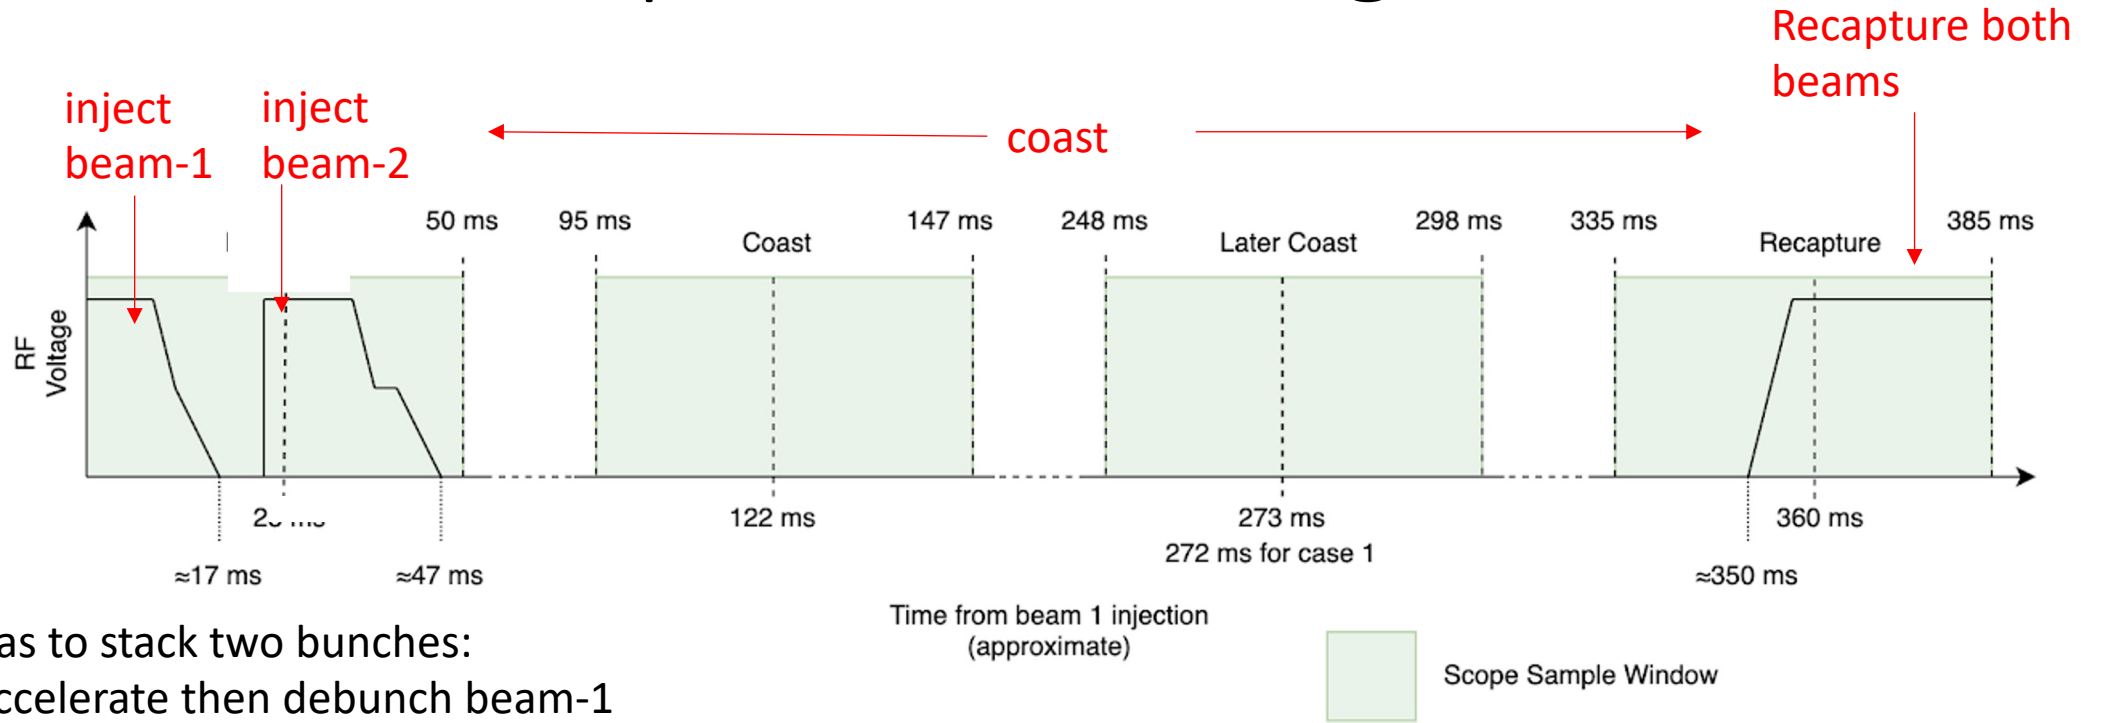 Recapture both
beams
inject
beam-1
inject
beam-2
coast
50 ms
95 ms
147 ms
248 ms
298 ms
335 ms
385 ms
Coast
Later Coast
Recapture
RF
Voltage
122 ms
273 ms
272 ms for case 1
360 ms
≈17 ms
≈47 ms
≈350 ms
Time from beam 1 injection
(approximate)
Scope Sample Window
as to stack two bunches:
ccelerate then debunch beam-1